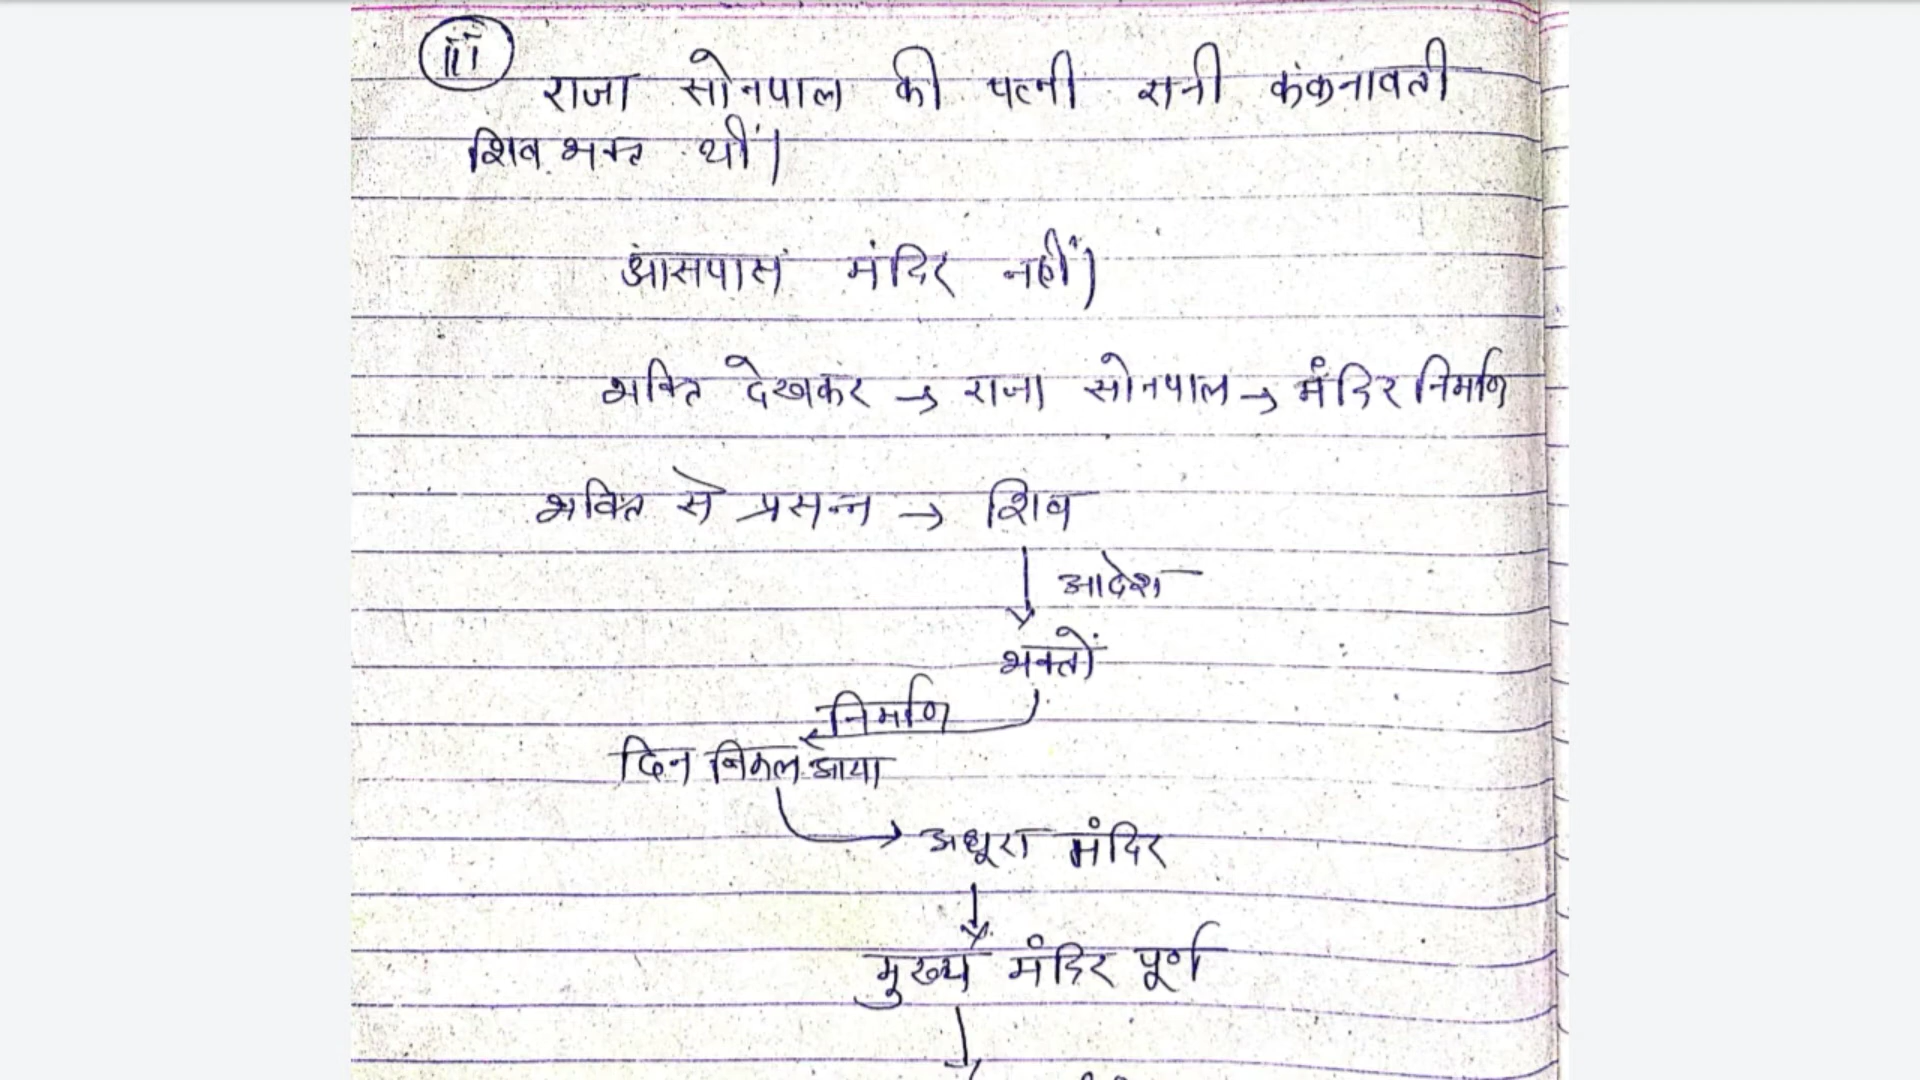 iii
राजा सोनपाल की पत्नी रानी कंकनावती
शिव भक्त थीं।
आसपास मंदिर नहीं।
भक्ति देखकर → राजा सोनपाल → मंदिर निर्माण
भक्ति से प्रसन्न → शिव
↓ आदेश
भक्तों
निर्माण
दिन निकल आया
→ अधूरा मंदिर
↓
मुख्य मंदिर पूर्ण
↓